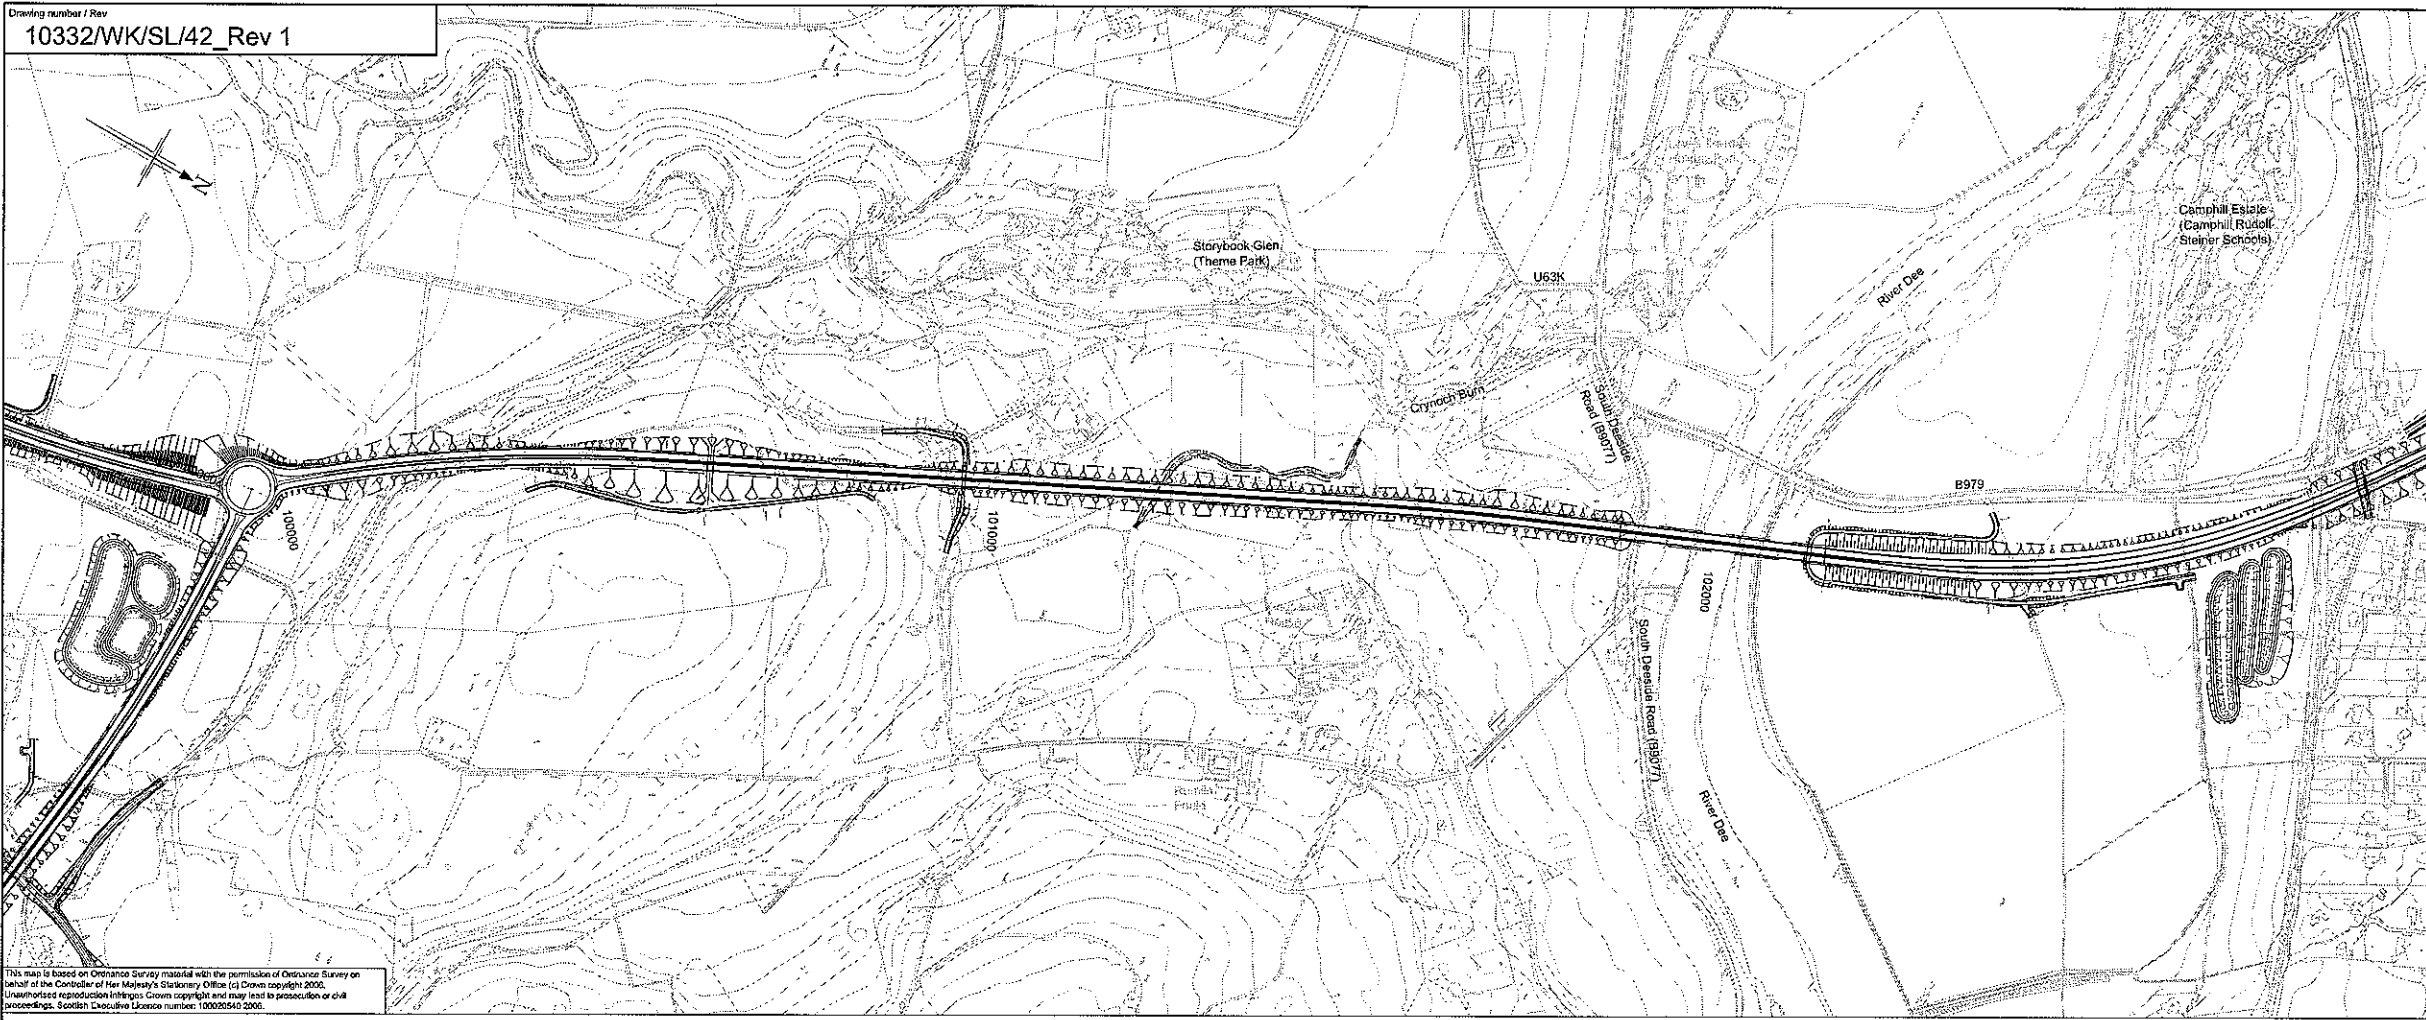 Drawing number / Rev
10332/WK/SL/42_Rev 1
N
Storybook Glen
(Theme Park)
U63K
River Dee
Camphill Estate
(Camphill Rudolf
Steiner Schools)
Crynoch Burn
South Deeside
Road (B9077)
B979
100000
101000
102000
South Deeside Road (B9077)
River Dee
This map is based on Ordnance Survey material with the permission of Ordnance Survey on
behalf of the Controller of Her Majesty's Stationery Office (c) Crown copyright 2006.
Unauthorised reproduction infringes Crown copyright and may lead to prosecution or civil
proceedings. Scottish Executive Licence number: 100020540 2006.